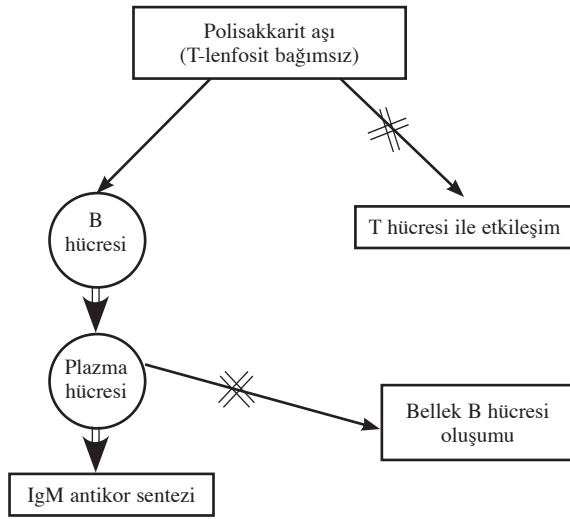 Polisakkarit aşı
(T-lenfosit bağımsız)
B
hücresi
T hücresi ile etkileşim
Plazma
hücresi
Bellek B hücresi
oluşumu
IgM antikor sentezi